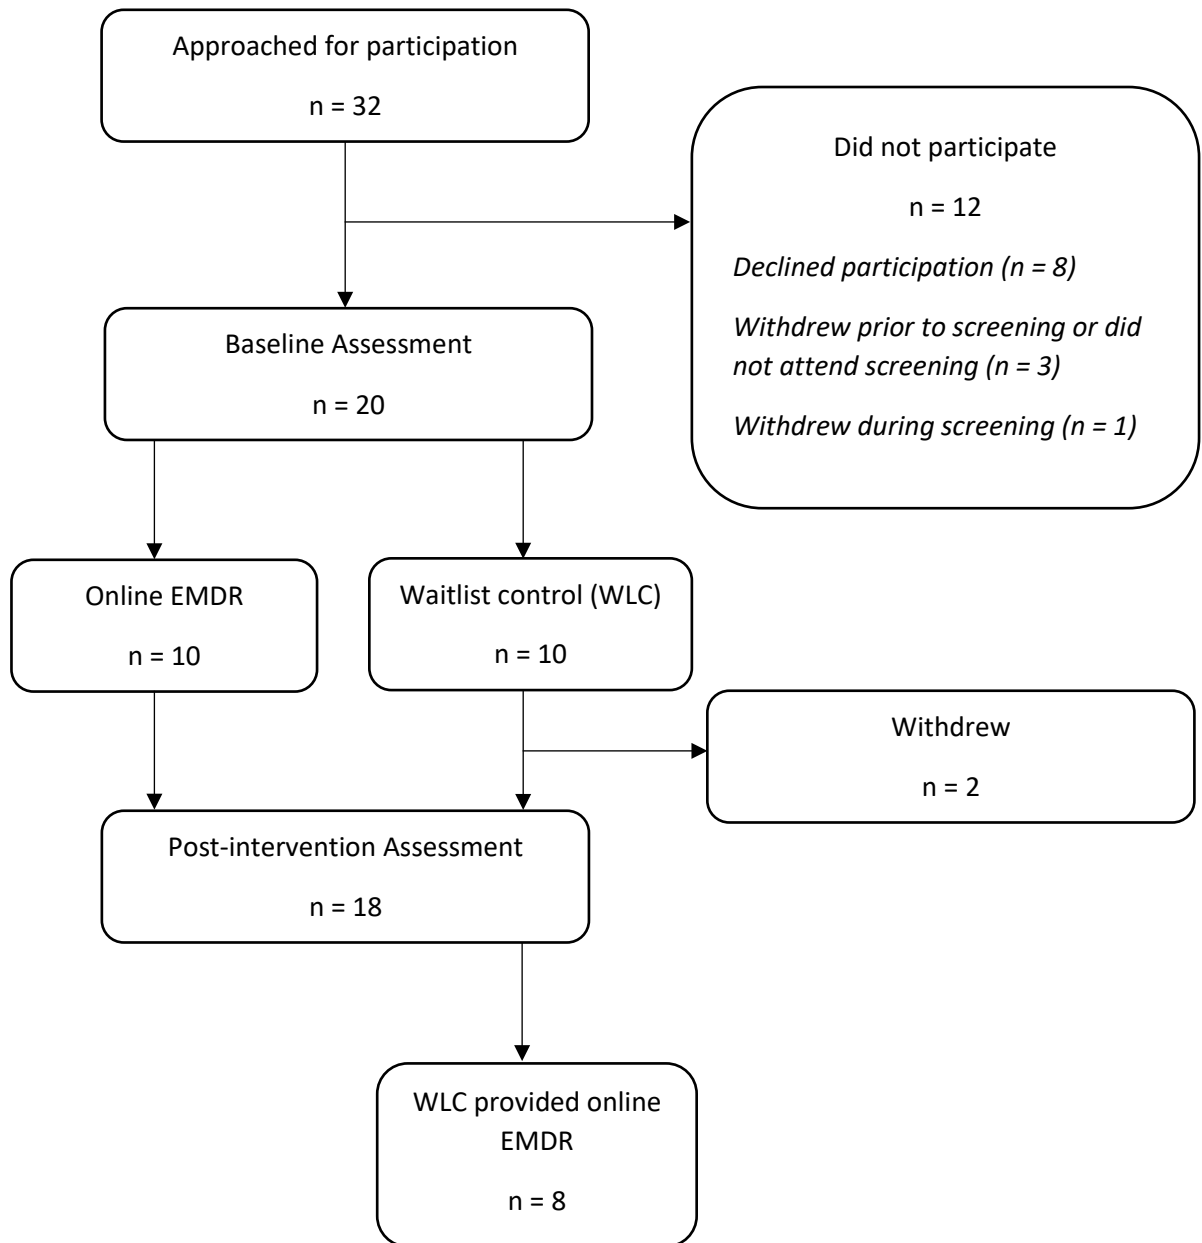 Approached for participation
n = 32
Did not participate
n = 12
Declined participation (n = 8)
Withdrew prior to screening or did
not attend screening (n = 3)
Withdrew during screening (n = 1)
Baseline Assessment
n = 20
Online EMDR
n = 10
Waitlist control (WLC)
n = 10
Withdrew
n = 2
Post-intervention Assessment
n = 18
WLC provided online
EMDR
n = 8